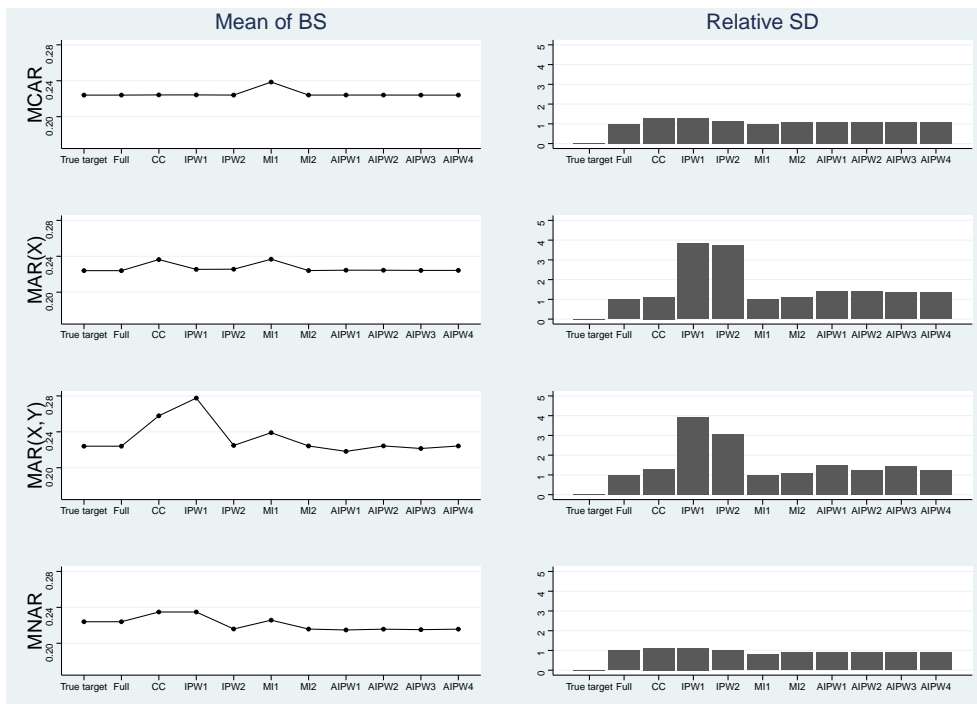 Mean of BS Relative SD
MCAR
0.28
0.24
0.20
True target Full CC IPW1 IPW2 MI1 MI2 AIPW1 AIPW2 AIPW3 AIPW4
5
4
3
2
1
0
True target Full CC IPW1 IPW2 MI1 MI2 AIPW1 AIPW2 AIPW3 AIPW4
MAR(X)
0.28
0.24
0.20
True target Full CC IPW1 IPW2 MI1 MI2 AIPW1 AIPW2 AIPW3 AIPW4
5
4
3
2
1
0
True target Full CC IPW1 IPW2 MI1 MI2 AIPW1 AIPW2 AIPW3 AIPW4
MAR(X,Y)
0.28
0.24
0.20
True target Full CC IPW1 IPW2 MI1 MI2 AIPW1 AIPW2 AIPW3 AIPW4
5
4
3
2
1
0
True target Full CC IPW1 IPW2 MI1 MI2 AIPW1 AIPW2 AIPW3 AIPW4
MNAR
0.28
0.24
0.20
True target Full CC IPW1 IPW2 MI1 MI2 AIPW1 AIPW2 AIPW3 AIPW4
5
4
3
2
1
0
True target Full CC IPW1 IPW2 MI1 MI2 AIPW1 AIPW2 AIPW3 AIPW4